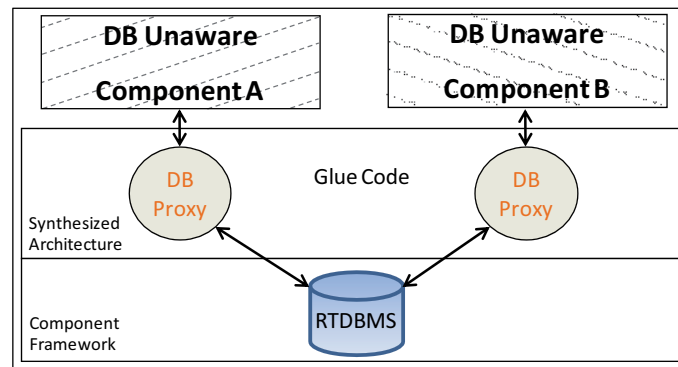 DB Unaware
Component A
DB Unaware
Component B
Glue Code
DB
Proxy
DB
Proxy
Synthesized
Architecture
RTDBMS
Component
Framework